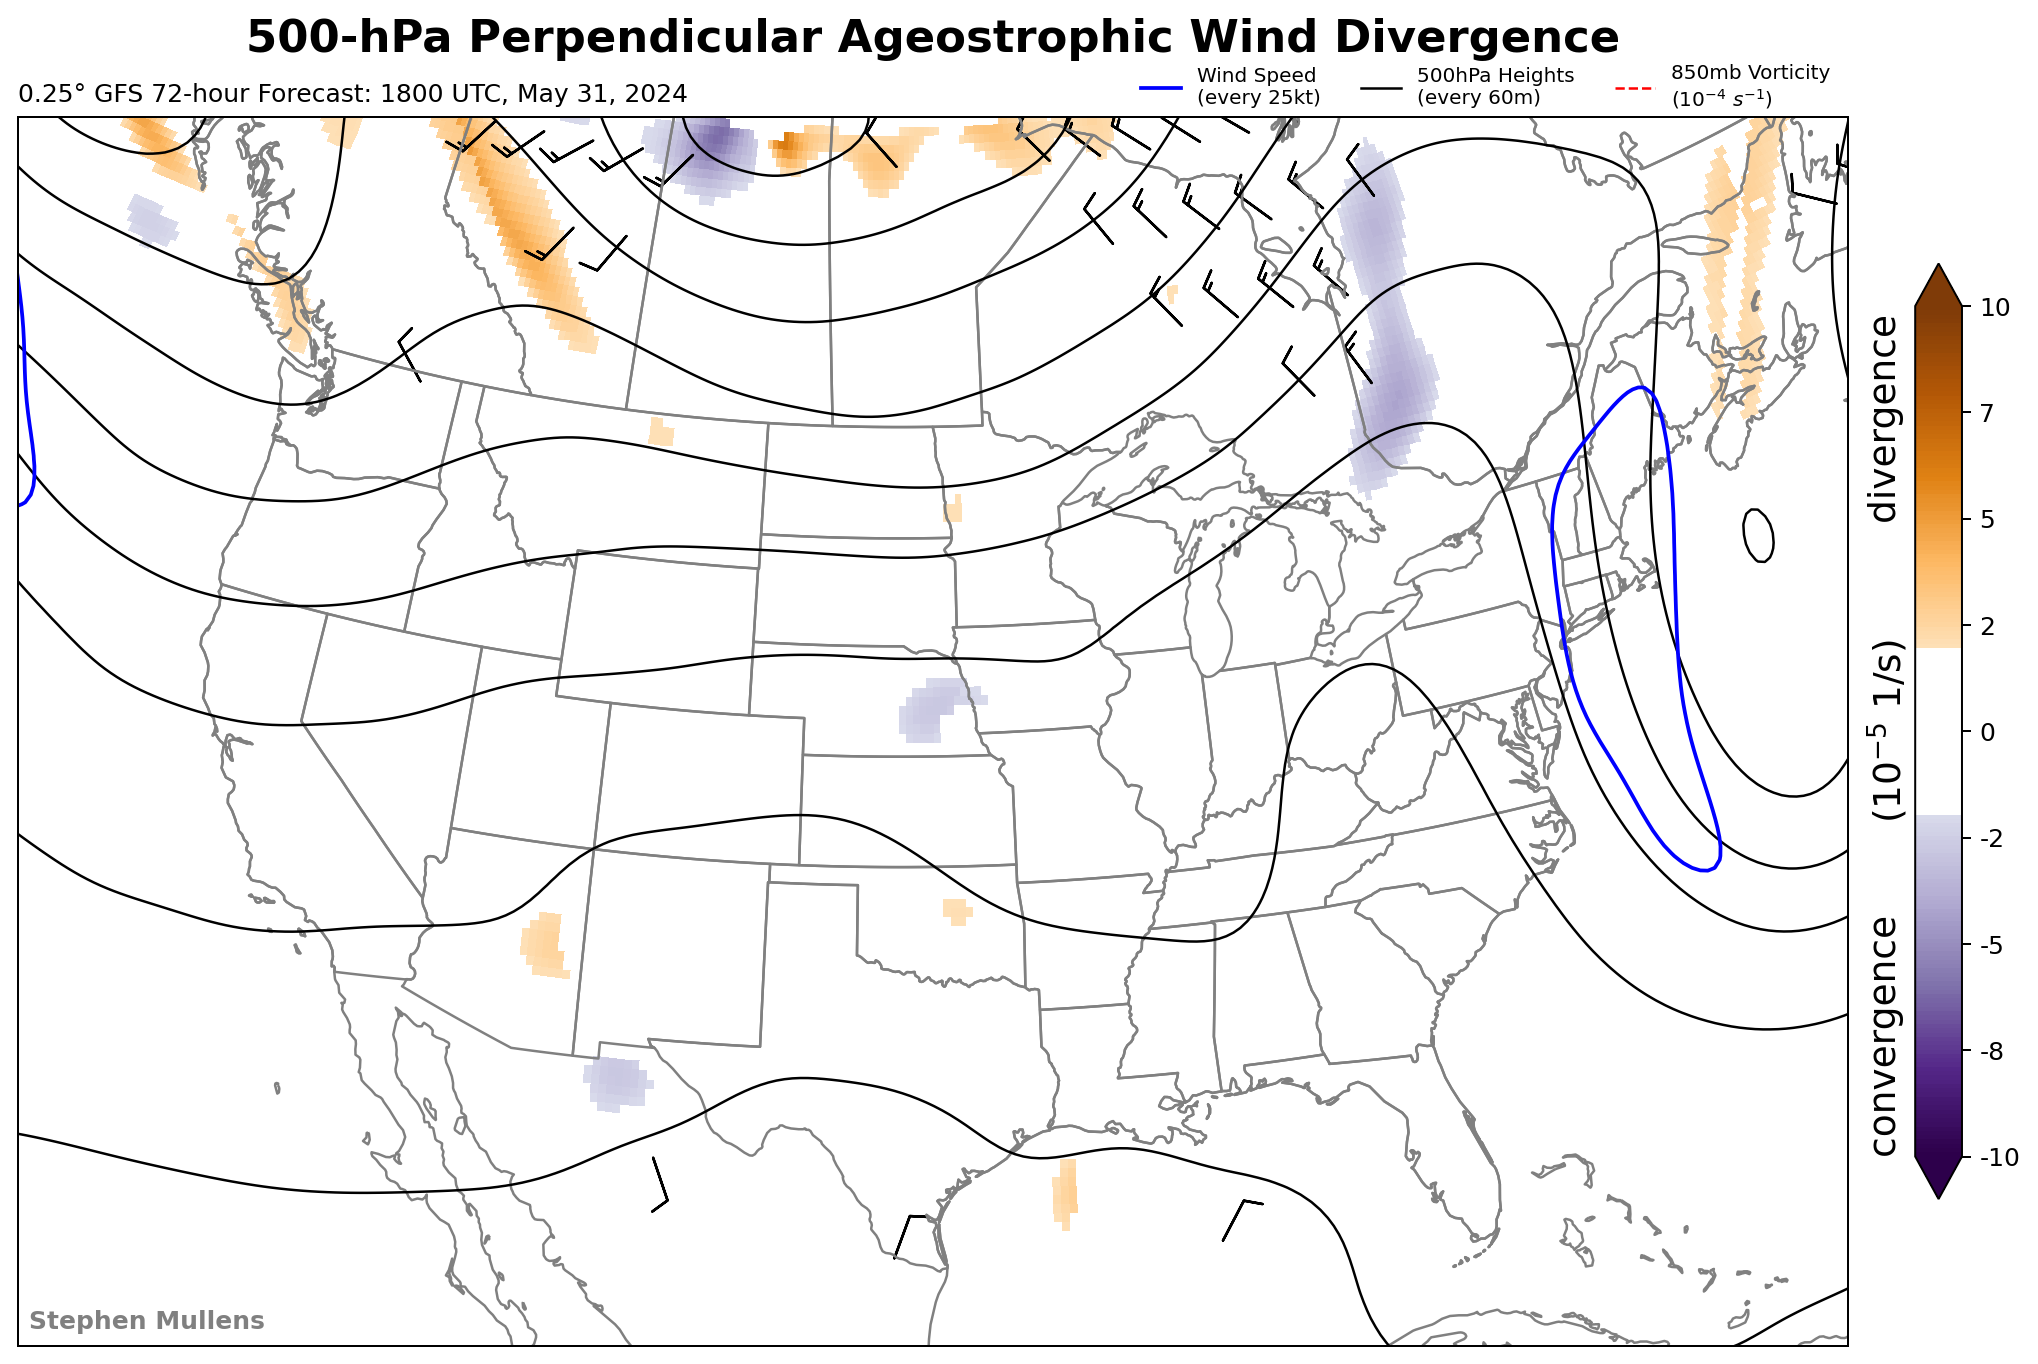 500-hPa Perpendicular Ageostrophic Wind Divergence
0.25° GFS 72-hour Forecast: 1800 UTC, May 31, 2024
Wind Speed
(every 25kt)
500hPa Heights
(every 60m)
850mb Vorticity
(10⁻⁴ s⁻¹)
10
7
5
2
0
-2
-5
-8
-10
convergence (10⁻⁵ 1/s) divergence
Stephen Mullens